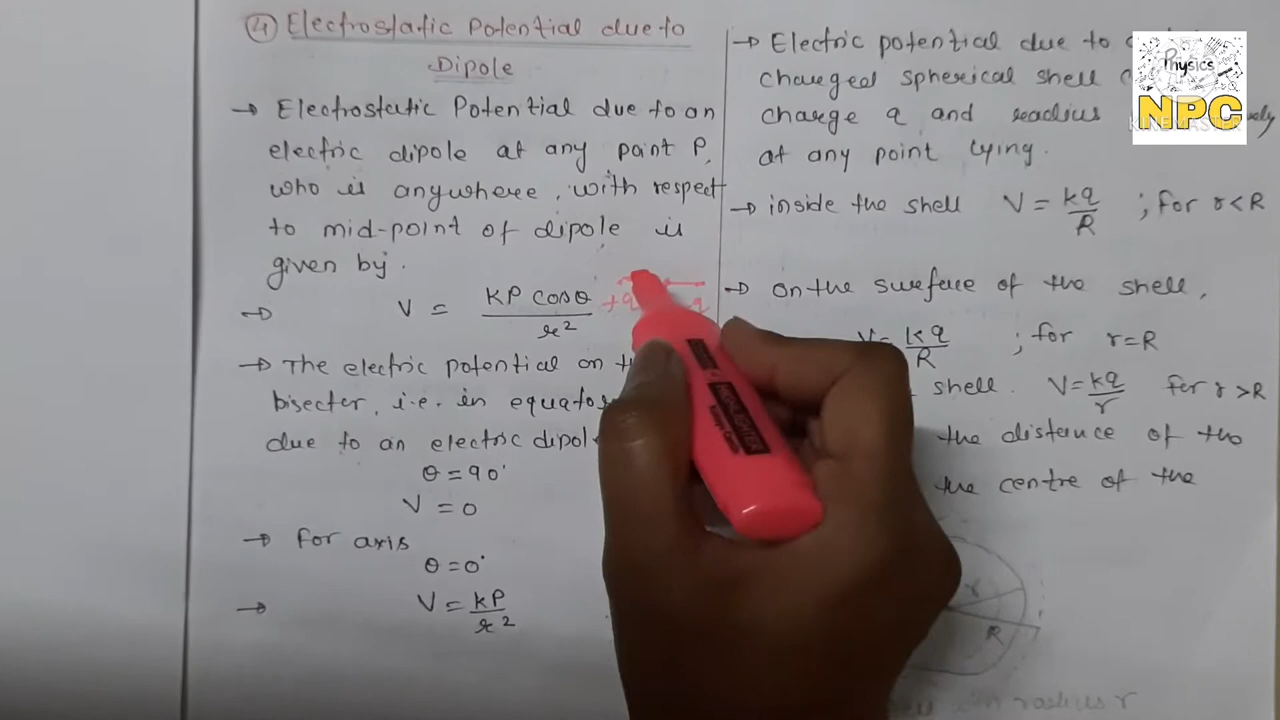 ④ Electrostatic Potential due to
Dipole
→ Electrostatic Potential due to an
electric dipole at any point P,
who is anywhere, with respect
to mid-point of dipole is
given by.
→ V = KP cosθ / r²
+q
q
→ The electric potential on
bisecter, i.e. in
due to an electric
θ = 90°
V = 0
→ for axis
θ = 0°
→ V = KP / r²
→ Electric potential due to
charged spherical shell
charge q and radius
at any point lying.
→ inside the shell V = kq / R ; for r < R
→ on the surface of the shell,
V = kq / R ; for r = R
shell. V = kq / r for r > R
the distance of the
the centre of the
r
R
radius r
Physics
NPC
KINEMASTER
HIGHLIGHTER